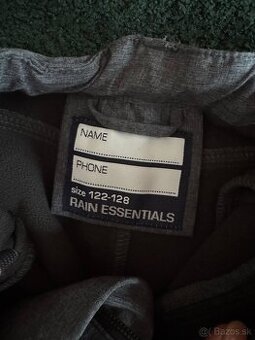 NAME
PHONE
size 122-128
RAIN ESSENTIALS
bazos.sk